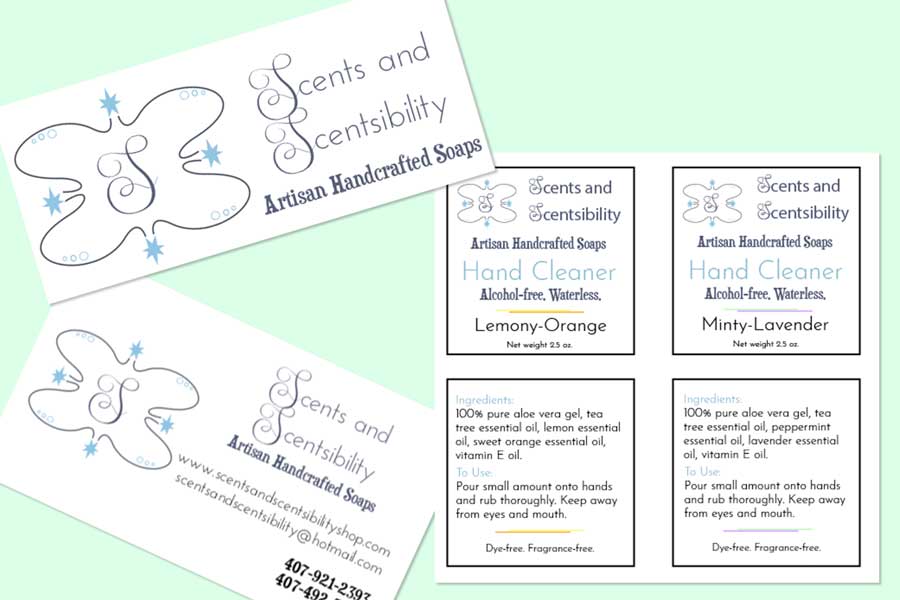 S
Scents and
Scentsibility
Artisan Handcrafted Soaps
S
Scents and
Scentsibility
Artisan Handcrafted Soaps
www.scentsandscentsibilityshop.com
scentsandscentsibility@hotmail.com
407-921-2393
407-492
S
Scents and
Scentsibility
Artisan Handcrafted Soaps
Hand Cleaner
Alcohol-free. Waterless.
Lemony-Orange
Net weight 2.5 oz.
S
Scents and
Scentsibility
Artisan Handcrafted Soaps
Hand Cleaner
Alcohol-free. Waterless.
Minty-Lavender
Net weight 2.5 oz.
Ingredients:
100% pure aloe vera gel, tea
tree essential oil, lemon essential
oil, sweet orange essential oil,
vitamin E oil.
To Use:
Pour small amount onto hands
and rub thoroughly. Keep away
from eyes and mouth.
Dye-free. Fragrance-free.
Ingredients:
100% pure aloe vera gel, tea
tree essential oil, peppermint
essential oil, lavender essential
oil, vitamin E oil.
To Use:
Pour small amount onto hands
and rub thoroughly. Keep away
from eyes and mouth.
Dye-free. Fragrance-free.